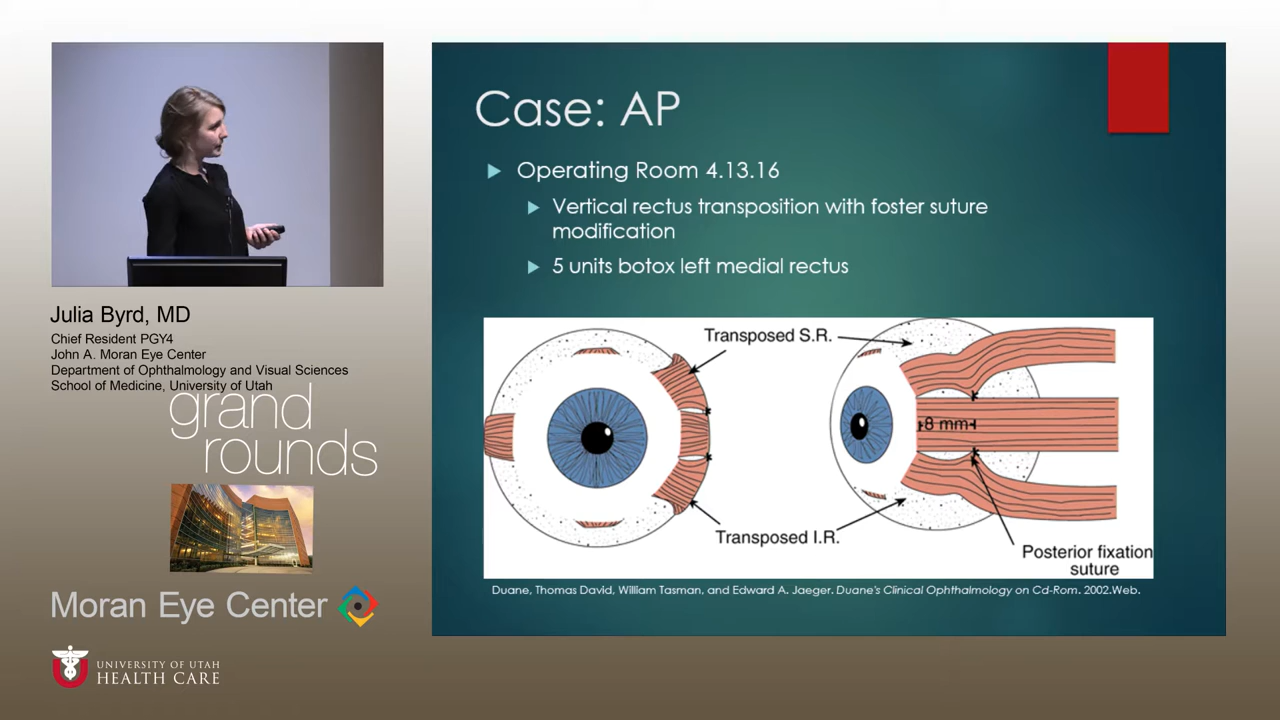 Case: AP
Operating Room 4.13.16
Vertical rectus transposition with foster suture
modification
5 units botox left medial rectus
Transposed S.R.
8 mm
Transposed I.R.
Posterior fixation
suture
Duane, Thomas David, William Tasman, and Edward A. Jaeger. Duane's Clinical Ophthalmology on Cd-Rom. 2002.Web.
Julia Byrd, MD
Chief Resident PGY4
John A. Moran Eye Center
Department of Ophthalmology and Visual Sciences
School of Medicine, University of Utah
grand
rounds
Moran Eye Center
UNIVERSITY OF UTAH
HEALTH CARE